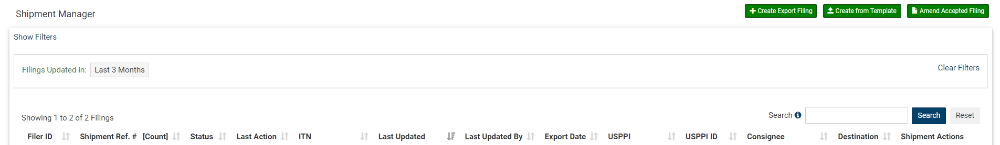 Shipment Manager
Create Export Filing
Create from Template
Amend Accepted Filing
Show Filters
Filings Updated in: Last 3 Months
Clear Filters
Showing 1 to 2 of 2 Filings
Search
Search
Reset
Filer ID Shipment Ref. # [Count] Status Last Action ITN Last Updated Last Updated By Export Date USPPI USPPI ID Consignee Destination Shipment Actions